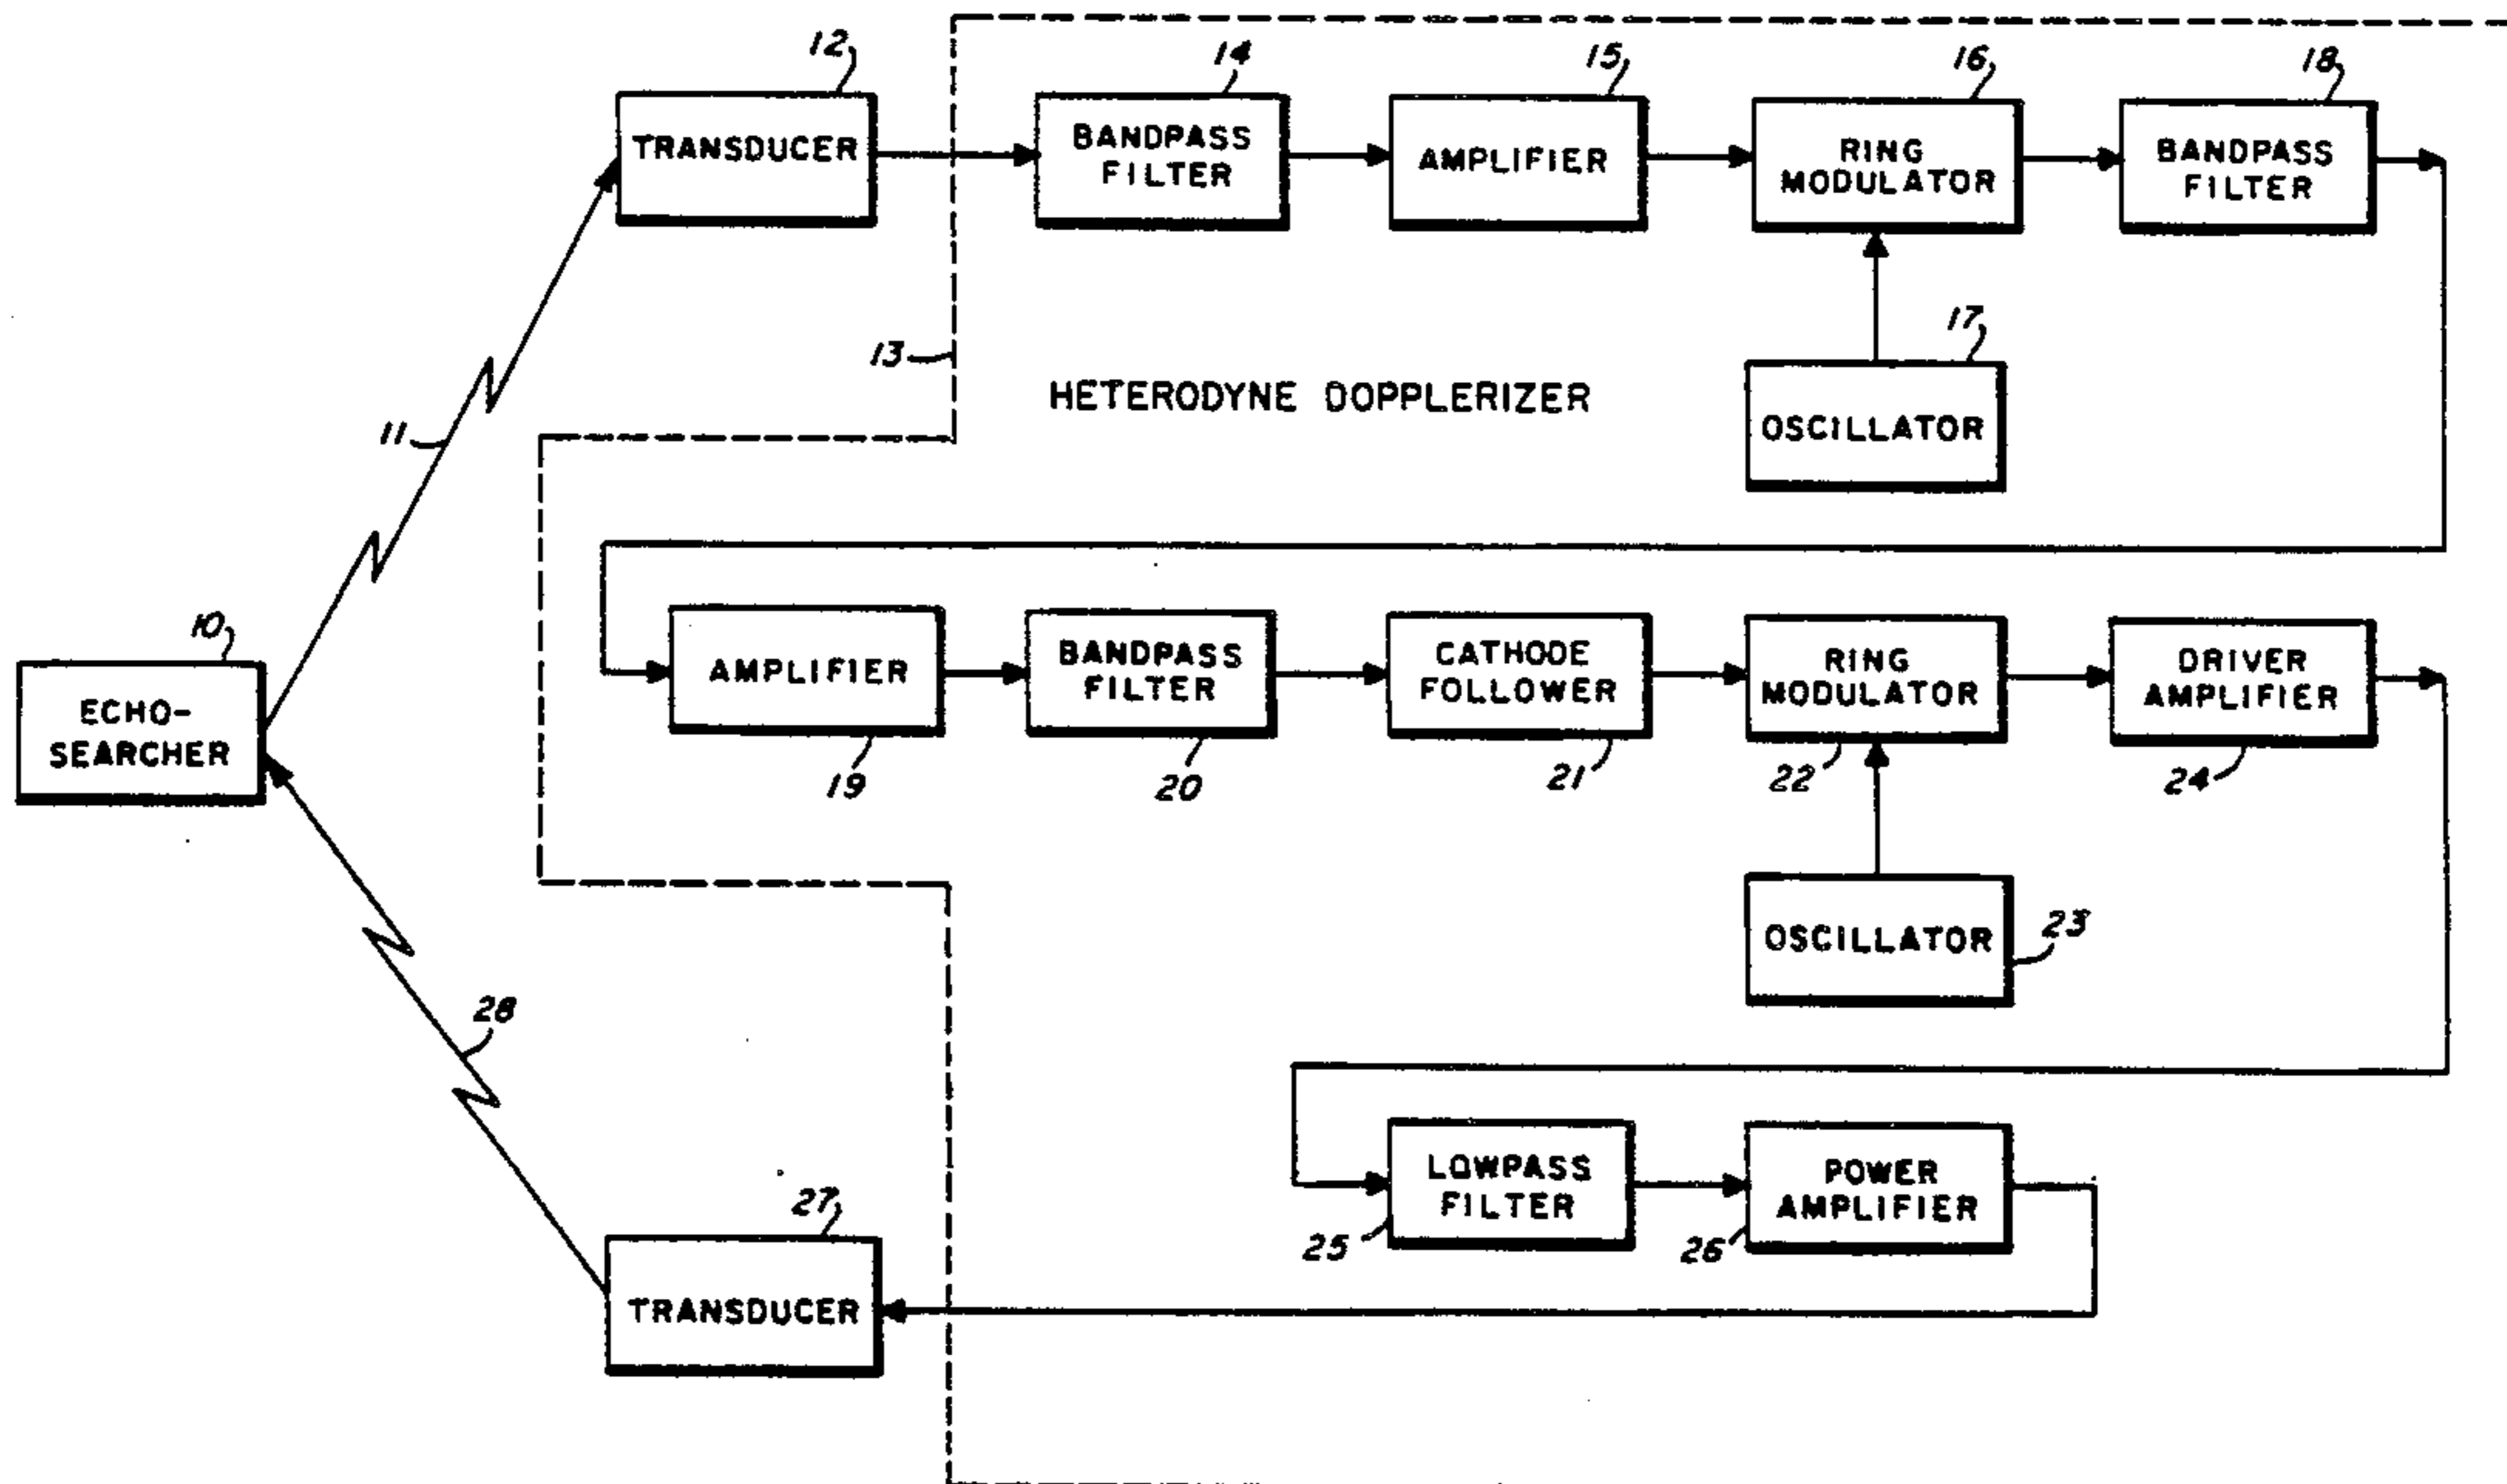 12
14
15
16
18
TRANSDUCER
BANDPASS
FILTER
AMPLIFIER
RING
MODULATOR
BANDPASS
FILTER
17
13
HETERODYNE DOPPLERIZER
OSCILLATOR
11
10
ECHO-
SEARCHER
AMPLIFIER
BANDPASS
FILTER
CATHODE
FOLLOWER
RING
MODULATOR
DRIVER
AMPLIFIER
19
20
21
22
24
OSCILLATOR
23
28
LOWPASS
FILTER
POWER
AMPLIFIER
25
26
27
TRANSDUCER